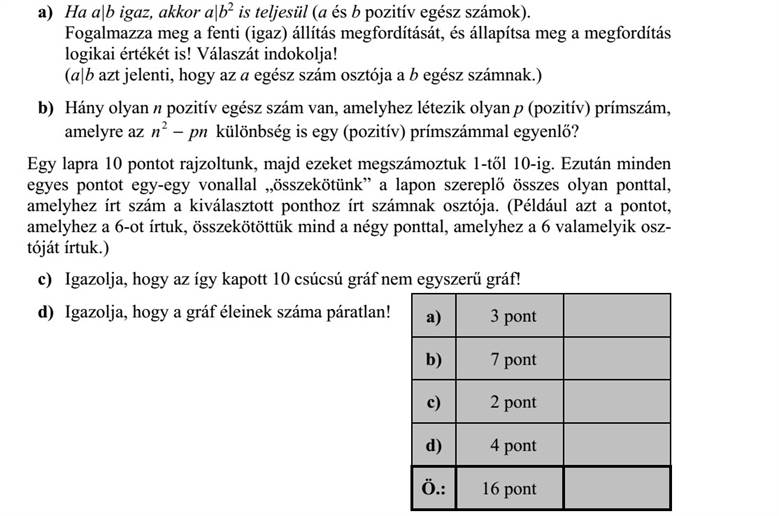 a) Ha a|b igaz, akkor a|b² is teljesül (a és b pozitív egész számok).
Fogalmazza meg a fenti (igaz) állítás megfordítását, és állapítsa meg a megfordítás
logikai értékét is! Válaszát indokolja!
(a|b azt jelenti, hogy az a egész szám osztója a b egész számnak.)
b) Hány olyan n pozitív egész szám van, amelyhez létezik olyan p (pozitív) prímszám,
amelyre az n² − pn különbség is egy (pozitív) prímszámmal egyenlő?
Egy lapra 10 pontot rajzoltunk, majd ezeket megszámoztuk 1-től 10-ig. Ezután minden
egyes pontot egy-egy vonallal „összekötünk” a lapon szereplő összes olyan ponttal,
amelyhez írt szám a kiválasztott ponthoz írt számnak osztója. (Például azt a pontot,
amelyhez a 6-ot írtuk, összekötöttük mind a négy ponttal, amelyhez a 6 valamelyik osz-
tóját írtuk.)
c) Igazolja, hogy az így kapott 10 csúcsú gráf nem egyszerű gráf!
d) Igazolja, hogy a gráf éleinek száma páratlan!
a) 3 pont
b) 7 pont
c) 2 pont
d) 4 pont
Ö.: 16 pont